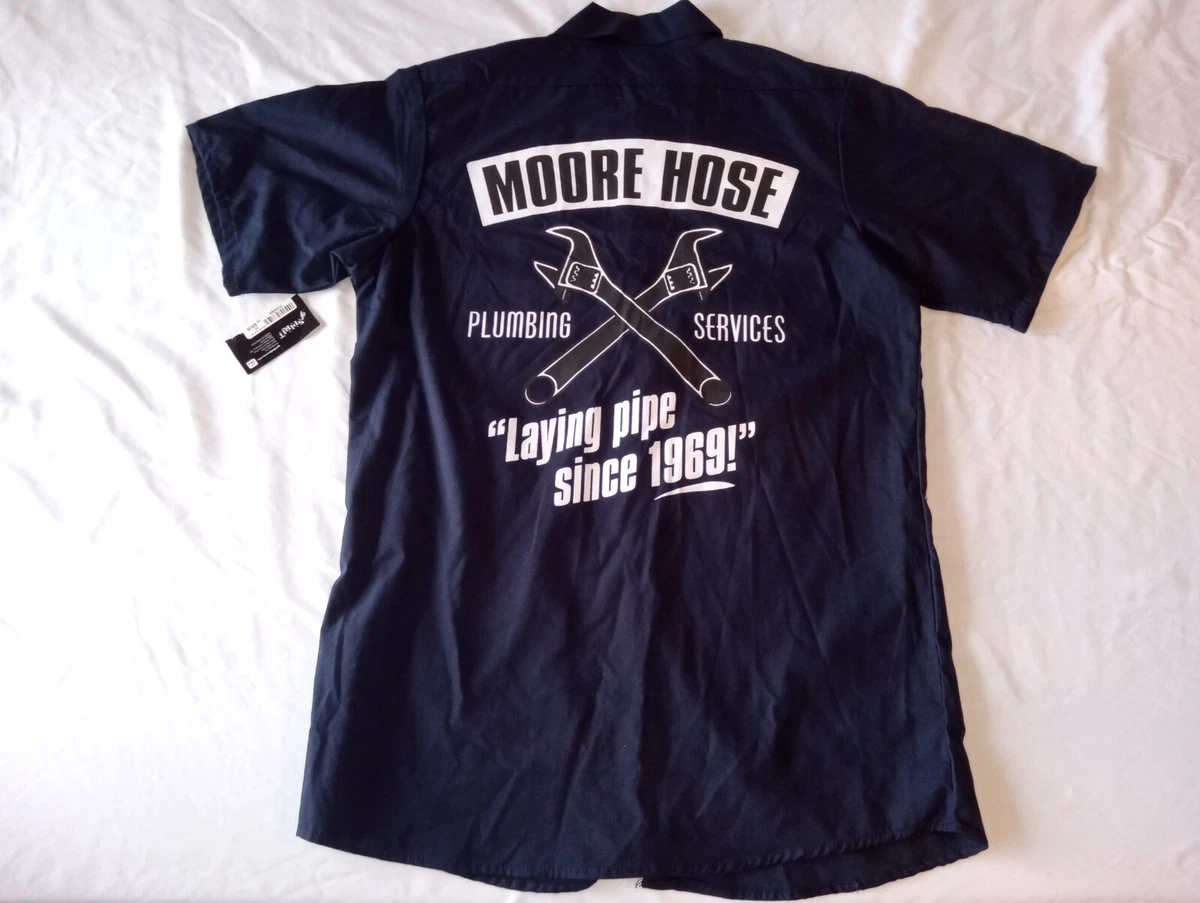 MOORE HOSE
PLUMBING SERVICES
“Laying pipe
since 1969!”